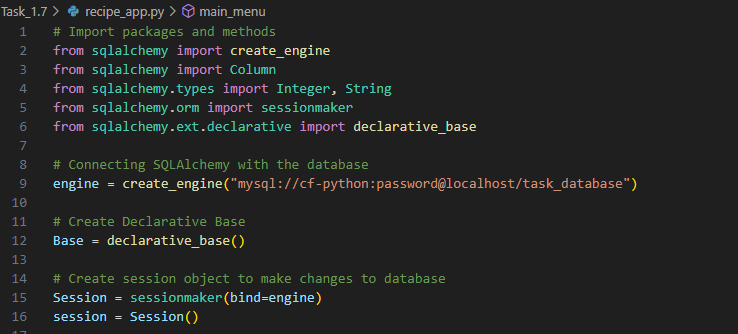 Task_1.7 > recipe_app.py > main_menu
1 # Import packages and methods
2 from sqlalchemy import create_engine
3 from sqlalchemy import Column
4 from sqlalchemy.types import Integer, String
5 from sqlalchemy.orm import sessionmaker
6 from sqlalchemy.ext.declarative import declarative_base
7
8 # Connecting SQLAlchemy with the database
9 engine = create_engine("mysql://cf-python:password@localhost/task_database")
10
11 # Create Declarative Base
12 Base = declarative_base()
13
14 # Create session object to make changes to database
15 Session = sessionmaker(bind=engine)
16 session = Session()
17